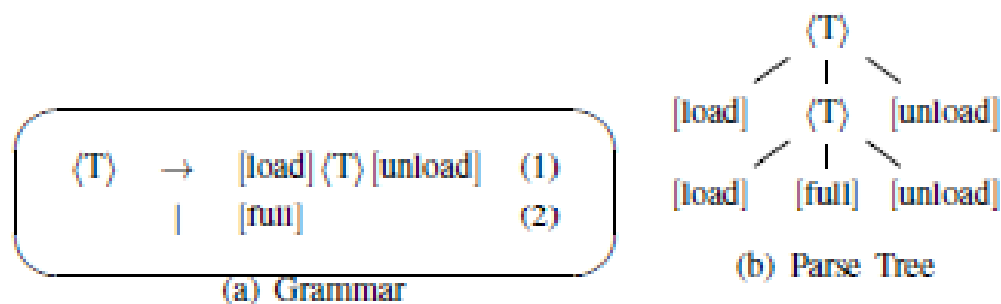 ⟨T⟩ → [load] ⟨T⟩ [unload] (1)
| [full] (2)
(a) Grammar
⟨T⟩
[load] ⟨T⟩ [unload]
[load] [full] [unload]
(b) Parse Tree